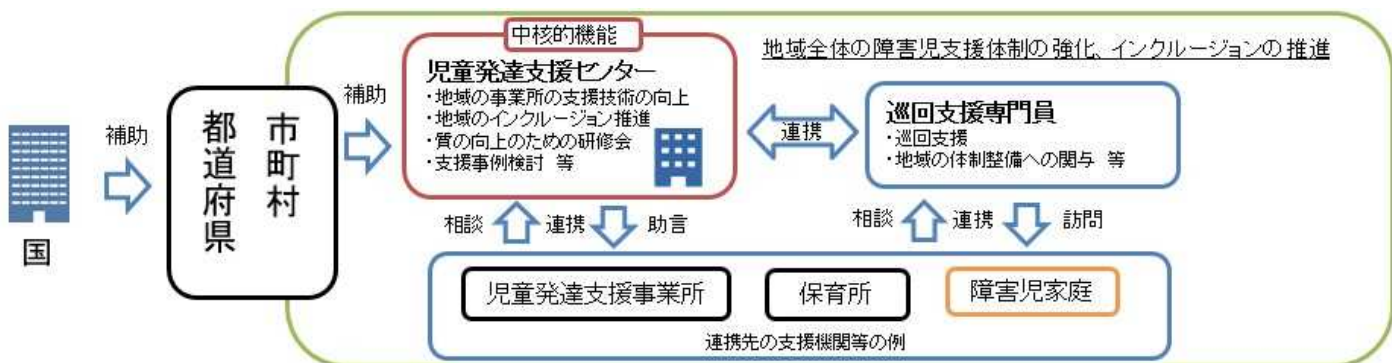 国
補助
都道府県
市町村
補助
中核的機能
児童発達支援センター
・地域の事業所の支援技術の向上
・地域のインクルージョン推進
・質の向上のための研修会
・支援事例検討 等
地域全体の障害児支援体制の強化、インクルージョンの推進
連携
巡回支援専門員
・巡回支援
・地域の体制整備への関与 等
相談 連携 助言
相談 連携 訪問
児童発達支援事業所 保育所 障害児家庭
連携先の支援機関等の例